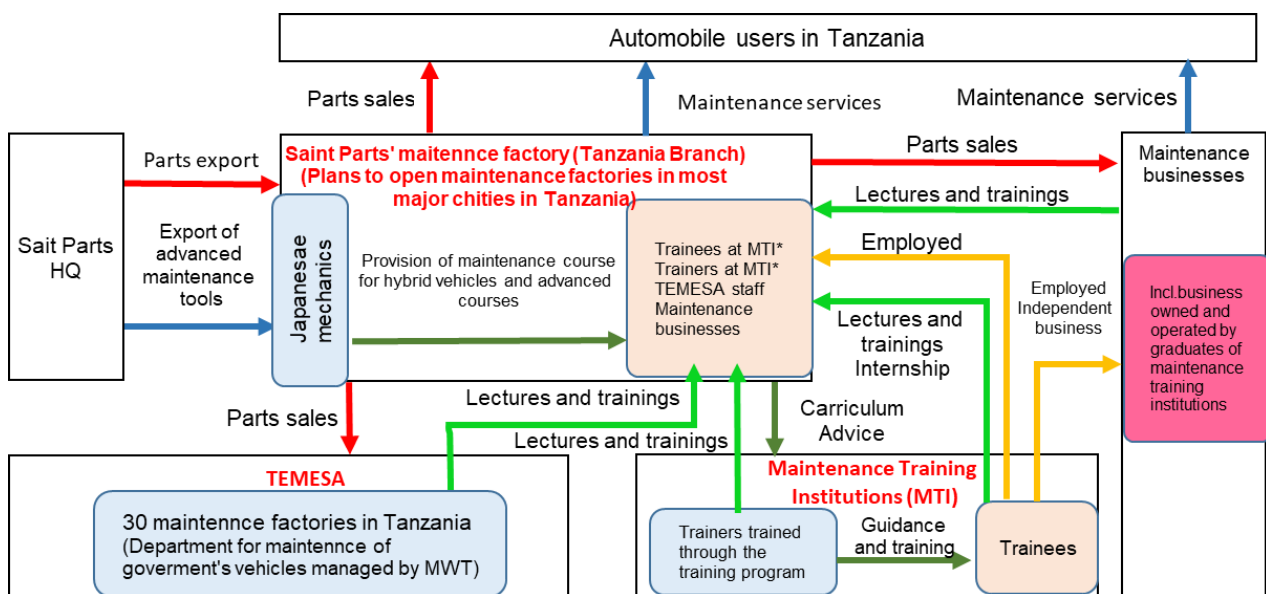 Automobile users in Tanzania
Parts sales
Maintenance services
Maintenance services
Parts export
Saint Parts' maitennce factory (Tanzania Branch)
(Plans to open maintenance factories in most
major chities in Tanzania)
Parts sales
Maintenance
businesses
Lectures and trainings
Sait Parts
HQ
Export of
advanced
maintenance
tools
Japanesae
mechanics
Provision of maintenance course
for hybrid vehicles and advanced
courses
Trainees at MTI*
Trainers at MTI*
TEMESA staff
Maintenance
businesses
Employed
Employed
Independent
business
Incl.business
owned and
operated by
graduates of
maintenance
training
institutions
Lectures and
trainings
Internship
Parts sales
Lectures and trainings
Lectures and trainings
Carriculum
Advice
TEMESA
30 maintennce factories in Tanzania
(Department for maintennce of
goverment's vehicles managed by MWT)
Maintenance Training
Institutions (MTI)
Trainers trained
through the
training program
Guidance
and training
Trainees